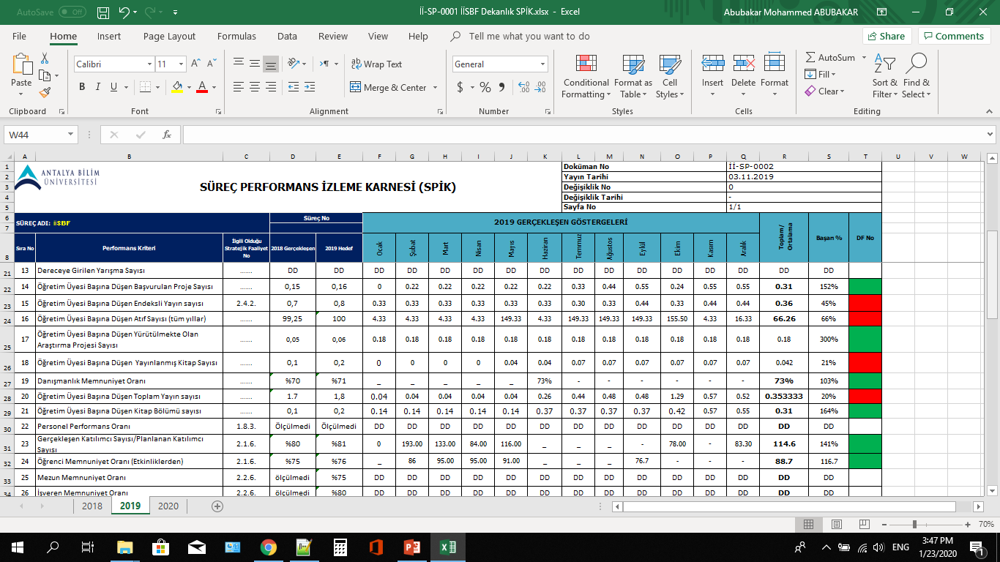 AutoSave Off
İİ-SP-0001 İİSBF Dekanlık SPİK.xlsx - Excel
Abubakar Mohammed ABUBAKAR
File Home Insert Page Layout Formulas Data Review View Help Tell me what you want to do Share Comments
Paste
Calibri 11
B I U
Wrap Text
Merge & Center
General
$ % 9
Conditional Formatting
Format as Table
Cell Styles
Insert Delete Format
AutoSum
Fill
Clear
Sort & Filter
Find & Select
Clipboard Font Alignment Number Styles Cells Editing
W44 fx
A B C D E F G H I J K L M N O P Q R S T U V W
ANTALYA BİLİM
ÜNİVERSİTESİ
SÜREÇ PERFORMANS İZLEME KARNESİ (SPİK)
1 Doküman No İİ-SP-0002
2 Yayın Tarihi 03.11.2019
3 Değişiklik No 0
4 Değişiklik Tarihi -
5 Sayfa No 1/1
6 SÜREÇ ADI: iiSBF Süreç No 2019 GERÇEKLEŞEN GÖSTERGELERİ
7
8 Sıra No Performans Kriteri İlgili Olduğu Stratejik Faaliyet No 2018 Gerçekleşen 2019 Hedef Ocak Şubat Mart Nisan Mayıs Haziran Temmuz Ağustos Eylül Ekim Kasım Aralık Toplam/ Ortalama Başarı % DF No
21 13 Dereceye Girilen Yarışma Sayısı ....... DD DD DD DD DD DD DD DD DD DD DD DD DD DD DD DD
22 14 Öğretim Üyesi Başına Düşen Başvurulan Proje Sayısı ....... 0,15 0,16 0 0.22 0.22 0.22 0.22 0.22 0.33 0.44 0.55 0.24 0.55 0.55 0.31 152%
23 15 Öğretim Üyesi Başına Düşen Endeksli Yayın sayısı 2.4.2. 0,7 0,8 0.33 0.33 0.33 0.33 0.33 0.33 0.30 0.33 0.44 0.33 0.44 0.44 0.36 45%
24 16 Öğretim Üyesi Başına Düşen Atıf Sayısı (tüm yıllar) ....... 99,25 100 4.33 4.33 4.33 4.33 149.33 4.33 149.33 149.33 149.33 155.50 4.33 16.33 66.26 66%
25 17 Öğretim Üyesi Başına Düşen Yürütülmekte Olan Araştırma Projesi Sayısı ....... 0,05 0,06 0.18 0.18 0.18 0.18 0.18 0.18 0.18 0.18 0.18 0.18 0.18 0.18 0.18 300%
26 18 Öğretim Üyesi Başına Düşen Yayınlanmış Kitap Sayısı ....... 0,1 0,2 0 0 0 0 0.04 0.04 0.07 0.07 0.07 0.07 0.07 0.07 0.042 21%
27 19 Danışmanlık Memnuniyet Oranı ....... %70 %71 _ _ _ _ _ 73% - - - - - - 73% 103%
28 20 Öğretim Üyesi Başına Düşen Toplam Yayın sayısı ....... 1.7 1,8 0.04 0.04 0.04 0.04 0.04 0.26 0.44 0.48 0.48 1.29 0.57 0.52 0.353333 20%
29 21 Öğretim Üyesi Başına Düşen Kitap Bölümü sayısı ....... 0,1 0,2 0.14 0.14 0.14 0.14 0.14 0.37 0.37 0.37 0.37 0.42 0.57 0.55 0.31 164%
30 22 Personel Performans Oranı 1.8.3. Ölçülmedi Ölçülmedi DD DD DD DD DD DD DD DD DD DD DD DD DD DD
31 23 Gerçekleşen Katılımcı Sayısı/Planlanan Katılımcı Sayısı 2.1.6. %80 %81 0 193.00 133.00 84.00 116.00 _ _ _ - 78.00 - 83.30 114.6 141%
32 24 Öğrenci Memnuniyet Oranı (Etkinliklerden) 2.1.6. %75 %76 _ 86 95.00 95.00 91.00 _ _ _ 76.7 - - - 88.7 116.7
33 25 Mezun Memnuniyet Oranı 2.2.6. ölçülmedi %75 DD DD DD DD DD DD DD DD DD DD DD DD DD DD
34 26 İşveren Memnuniyet Oranı 2.2.6. ölçülmedi %80 DD DD DD DD DD DD DD DD DD DD DD DD DD DD
2018 2019 2020
70%
ENG
3:47 PM
1/23/2020
1